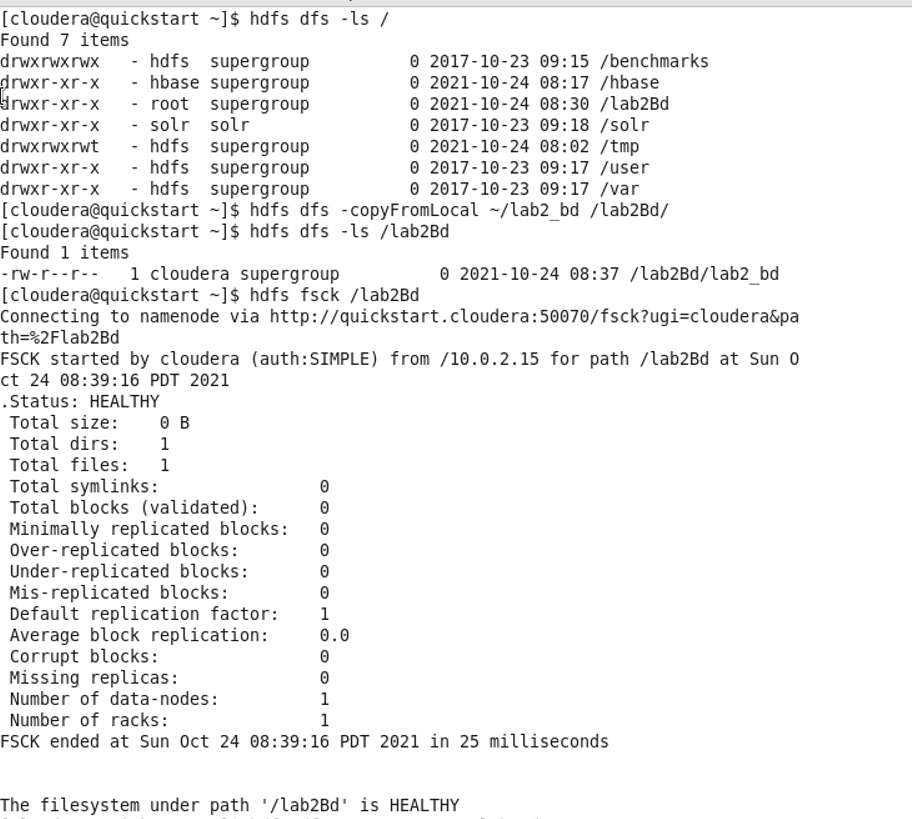 [cloudera@quickstart ~]$ hdfs dfs -ls /
Found 7 items
drwxrwxrwx   - hdfs  supergroup          0 2017-10-23 09:15 /benchmarks
drwxr-xr-x   - hbase supergroup          0 2021-10-24 08:17 /hbase
drwxr-xr-x   - root  supergroup          0 2021-10-24 08:30 /lab2Bd
drwxr-xr-x   - solr  solr                0 2017-10-23 09:18 /solr
drwxrwxrwt   - hdfs  supergroup          0 2021-10-24 08:02 /tmp
drwxr-xr-x   - hdfs  supergroup          0 2017-10-23 09:17 /user
drwxr-xr-x   - hdfs  supergroup          0 2017-10-23 09:17 /var
[cloudera@quickstart ~]$ hdfs dfs -copyFromLocal ~/lab2_bd /lab2Bd/
[cloudera@quickstart ~]$ hdfs dfs -ls /lab2Bd
Found 1 items
-rw-r--r--   1 cloudera supergroup          0 2021-10-24 08:37 /lab2Bd/lab2_bd
[cloudera@quickstart ~]$ hdfs fsck /lab2Bd
Connecting to namenode via http://quickstart.cloudera:50070/fsck?ugi=cloudera&pa
th=%2Flab2Bd
FSCK started by cloudera (auth:SIMPLE) from /10.0.2.15 for path /lab2Bd at Sun O
ct 24 08:39:16 PDT 2021
.Status: HEALTHY
 Total size:    0 B
 Total dirs:    1
 Total files:   1
 Total symlinks:                0
 Total blocks (validated):      0
 Minimally replicated blocks:   0
 Over-replicated blocks:        0
 Under-replicated blocks:       0
 Mis-replicated blocks:         0
 Default replication factor:    1
 Average block replication:     0.0
 Corrupt blocks:                0
 Missing replicas:              0
 Number of data-nodes:          1
 Number of racks:               1
FSCK ended at Sun Oct 24 08:39:16 PDT 2021 in 25 milliseconds
The filesystem under path '/lab2Bd' is HEALTHY